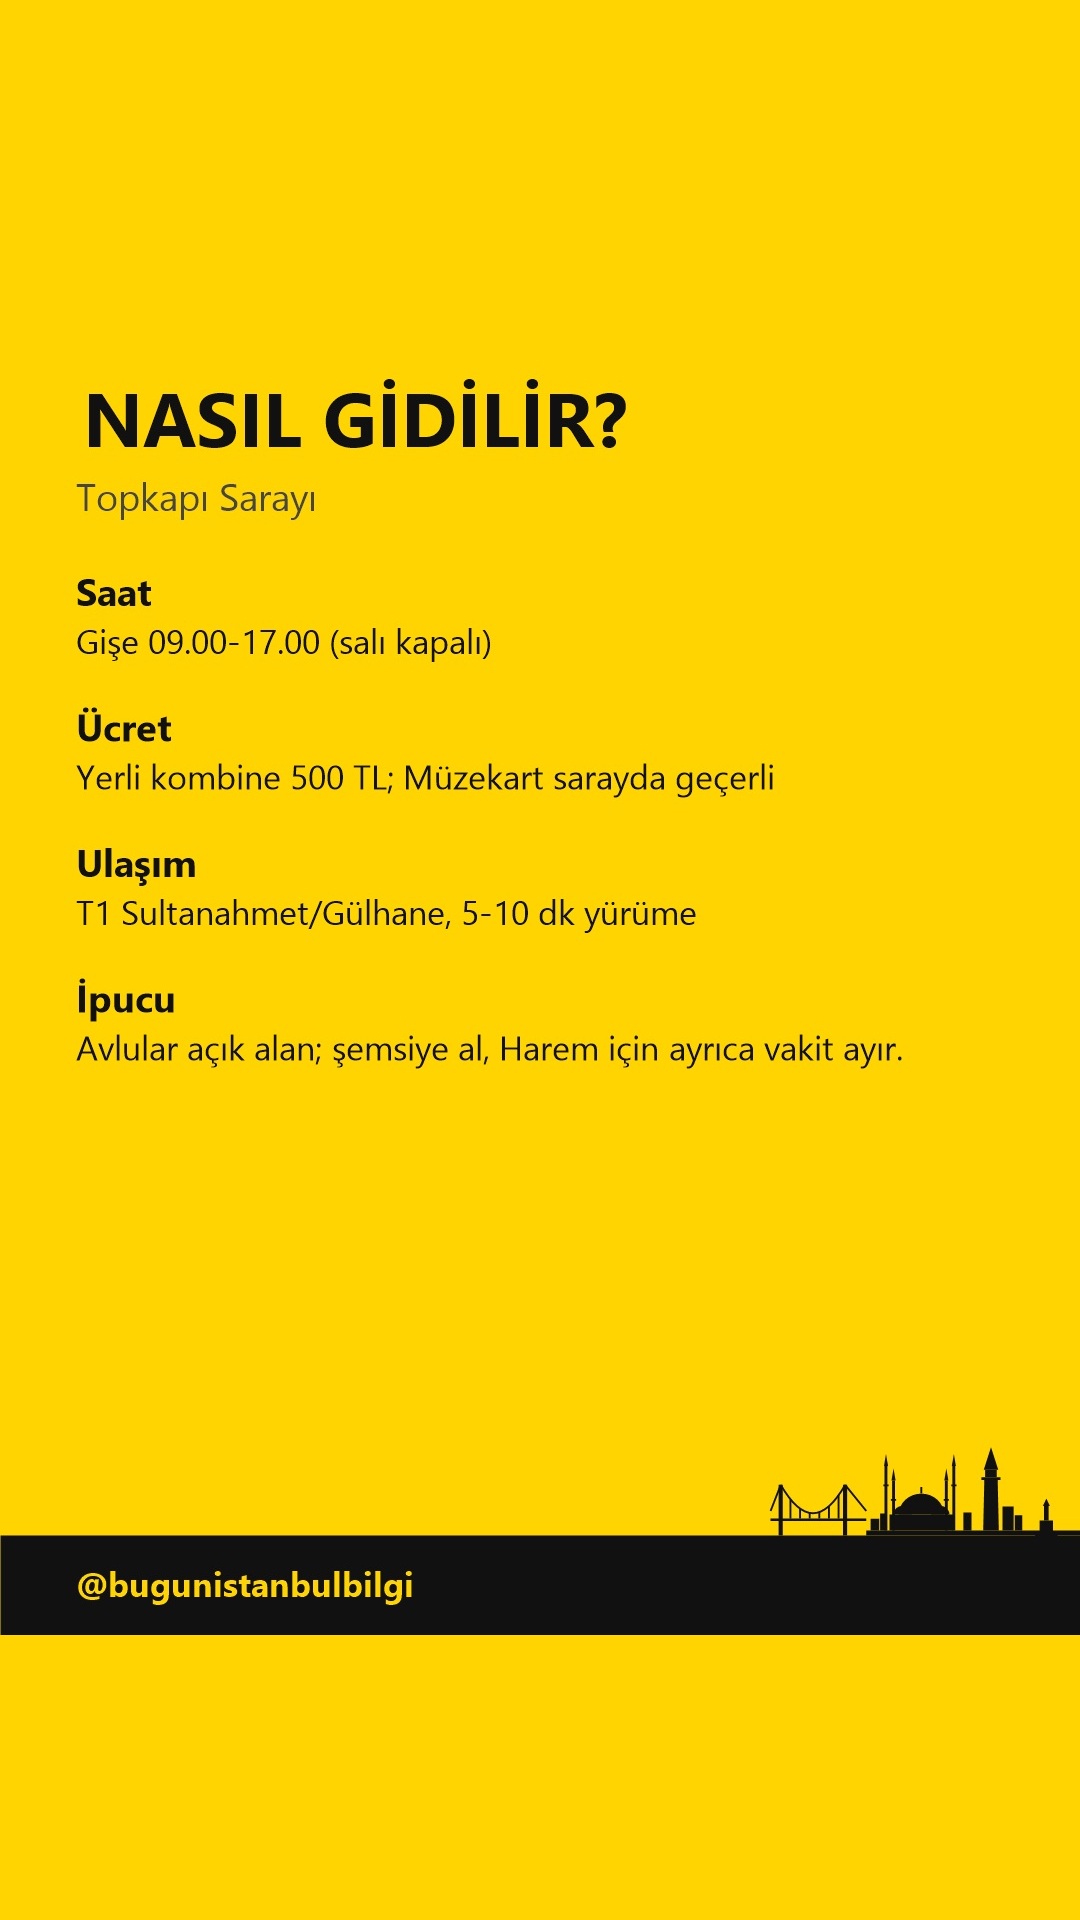 NASIL GİDİLİR?
Topkapı Sarayı
Saat
Gişe 09.00-17.00 (salı kapalı)
Ücret
Yerli kombine 500 TL; Müzekart sarayda geçerli
Ulaşım
T1 Sultanahmet/Gülhane, 5-10 dk yürüme
İpucu
Avlular açık alan; şemsiye al, Harem için ayrıca vakit ayır.
@bugunistanbulbilgi